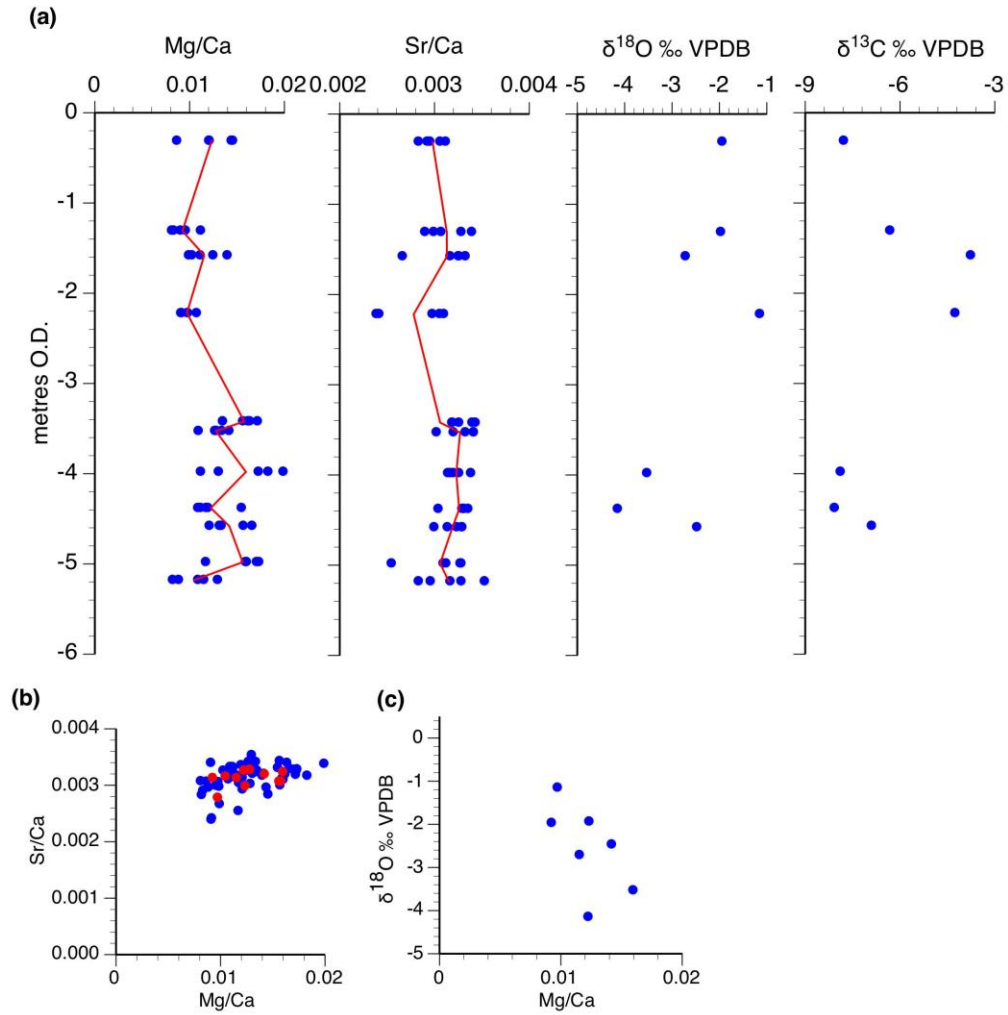 (a)
Mg/Ca Sr/Ca δ¹⁸O ‰ VPDB δ¹³C ‰ VPDB
0 0.01 0.02 0.002 0.003 0.004 -5 -3 -1 -9 -6 -3
0
-1
-2
-3
-4
-5
-6
metres O.D.
(b)
0.004
0.003
0.002
0.001
0.000
Sr/Ca
0 0.01 0.02
Mg/Ca
(c)
0
-1
-2
-3
-4
-5
δ¹⁸O ‰ VPDB
0 0.01 0.02
Mg/Ca